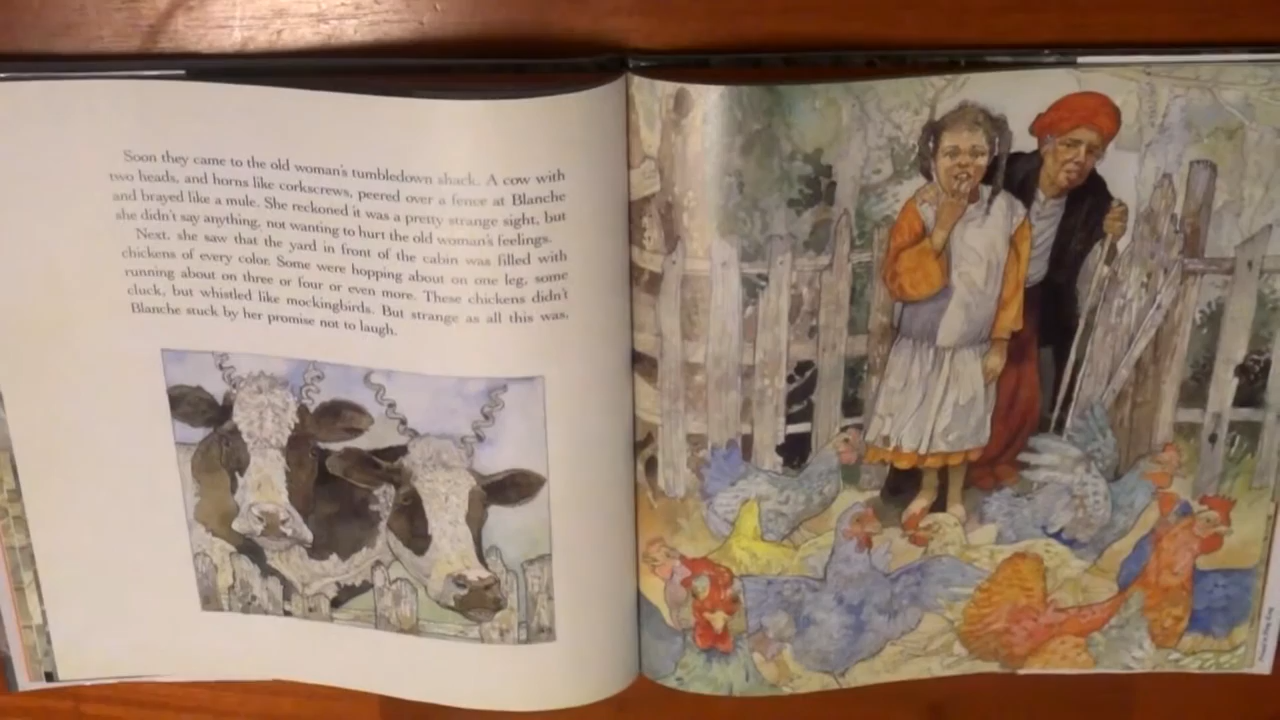 Soon they came to the old woman's tumbledown shack. A cow with
two heads, and horns like corkscrews, peered over a fence at Blanche
and brayed like a mule. She reckoned it was a pretty strange sight, but
she didn't say anything, not wanting to hurt the old woman's feelings.
Next, she saw that the yard in front of the cabin was filled with
chickens of every color. Some were hopping about on one leg, some
running about on three or four or even more. These chickens didn't
cluck, but whistled like mockingbirds. But strange as all this was,
Blanche stuck by her promise not to laugh.